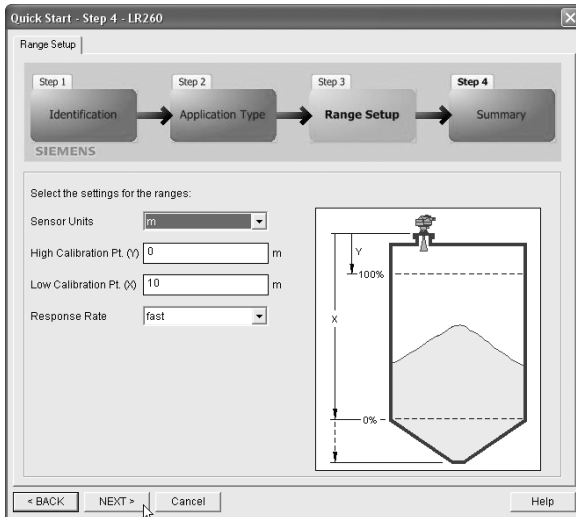 Quick Start - Step 4 - LR260
Range Setup
Step 1
Step 2
Step 3
Step 4
Identification
Application Type
Range Setup
Summary
SIEMENS
Select the settings for the ranges:
Sensor Units
m
High Calibration Pt. (Y)
0
m
Low Calibration Pt. (X)
10
m
Response Rate
fast
Y
100%
X
0%
< BACK
NEXT >
Cancel
Help